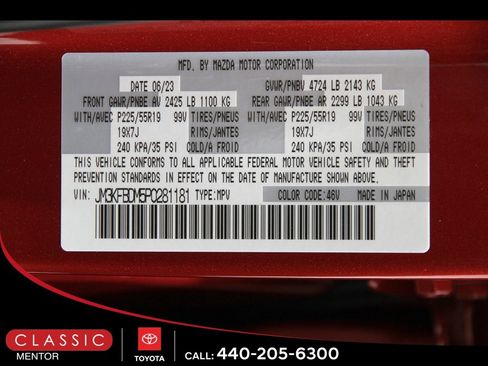 MFD. BY MAZDA MOTOR CORPORATION
DATE 06/23 GVWR/PNBV 4724 LB 2143 KG
FRONT GAWR/PNBE AV 2425 LB 1100 KG REAR GAWR/PNBE AR 2299 LB 1043 KG
WITH/AVEC P225/55R19 99V TIRES/PNEUS WITH/AVEC P225/55R19 99V TIRES/PNEUS
19X7J RIMS/JANTES 19X7J RIMS/JANTES
240 KPA/35 PSI COLD/A FROID 240 KPA/35 PSI COLD/A FROID
THIS VEHICLE CONFORMS TO ALL APPLICABLE FEDERAL MOTOR VEHICLE SAFETY AND THEFT
PREVENTION STANDARDS IN EFFECT ON THE DATE OF MANUFACTURE SHOWN ABOVE.
JM3KFBDM5P0281181 TYPE:MPV COLOR CODE:46V MADE IN JAPAN
CLASSIC
MENTOR
TOYOTA
CALL: 440-205-6300